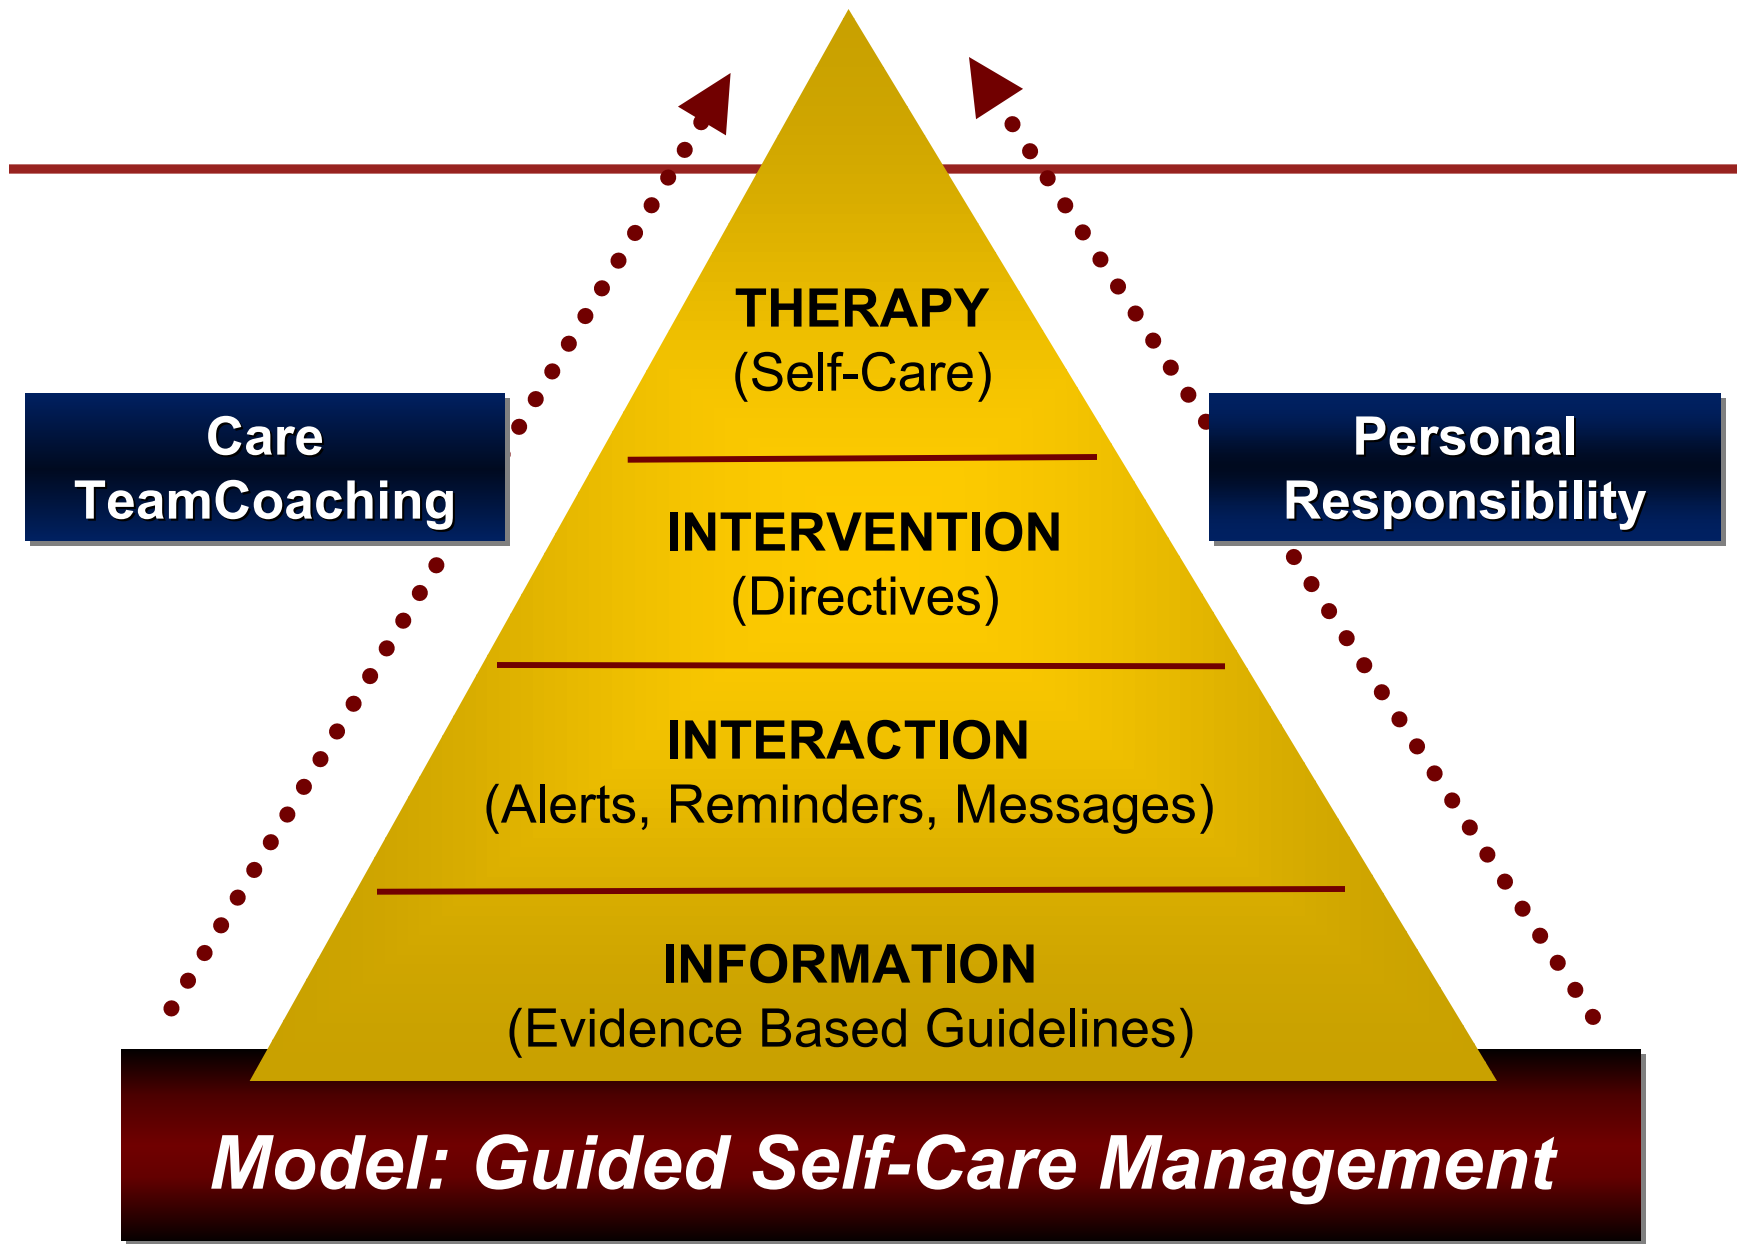 THERAPY
(Self-Care)
Care
TeamCoaching
Personal
Responsibility
INTERVENTION
(Directives)
INTERACTION
(Alerts, Reminders, Messages)
INFORMATION
(Evidence Based Guidelines)
Model: Guided Self-Care Management